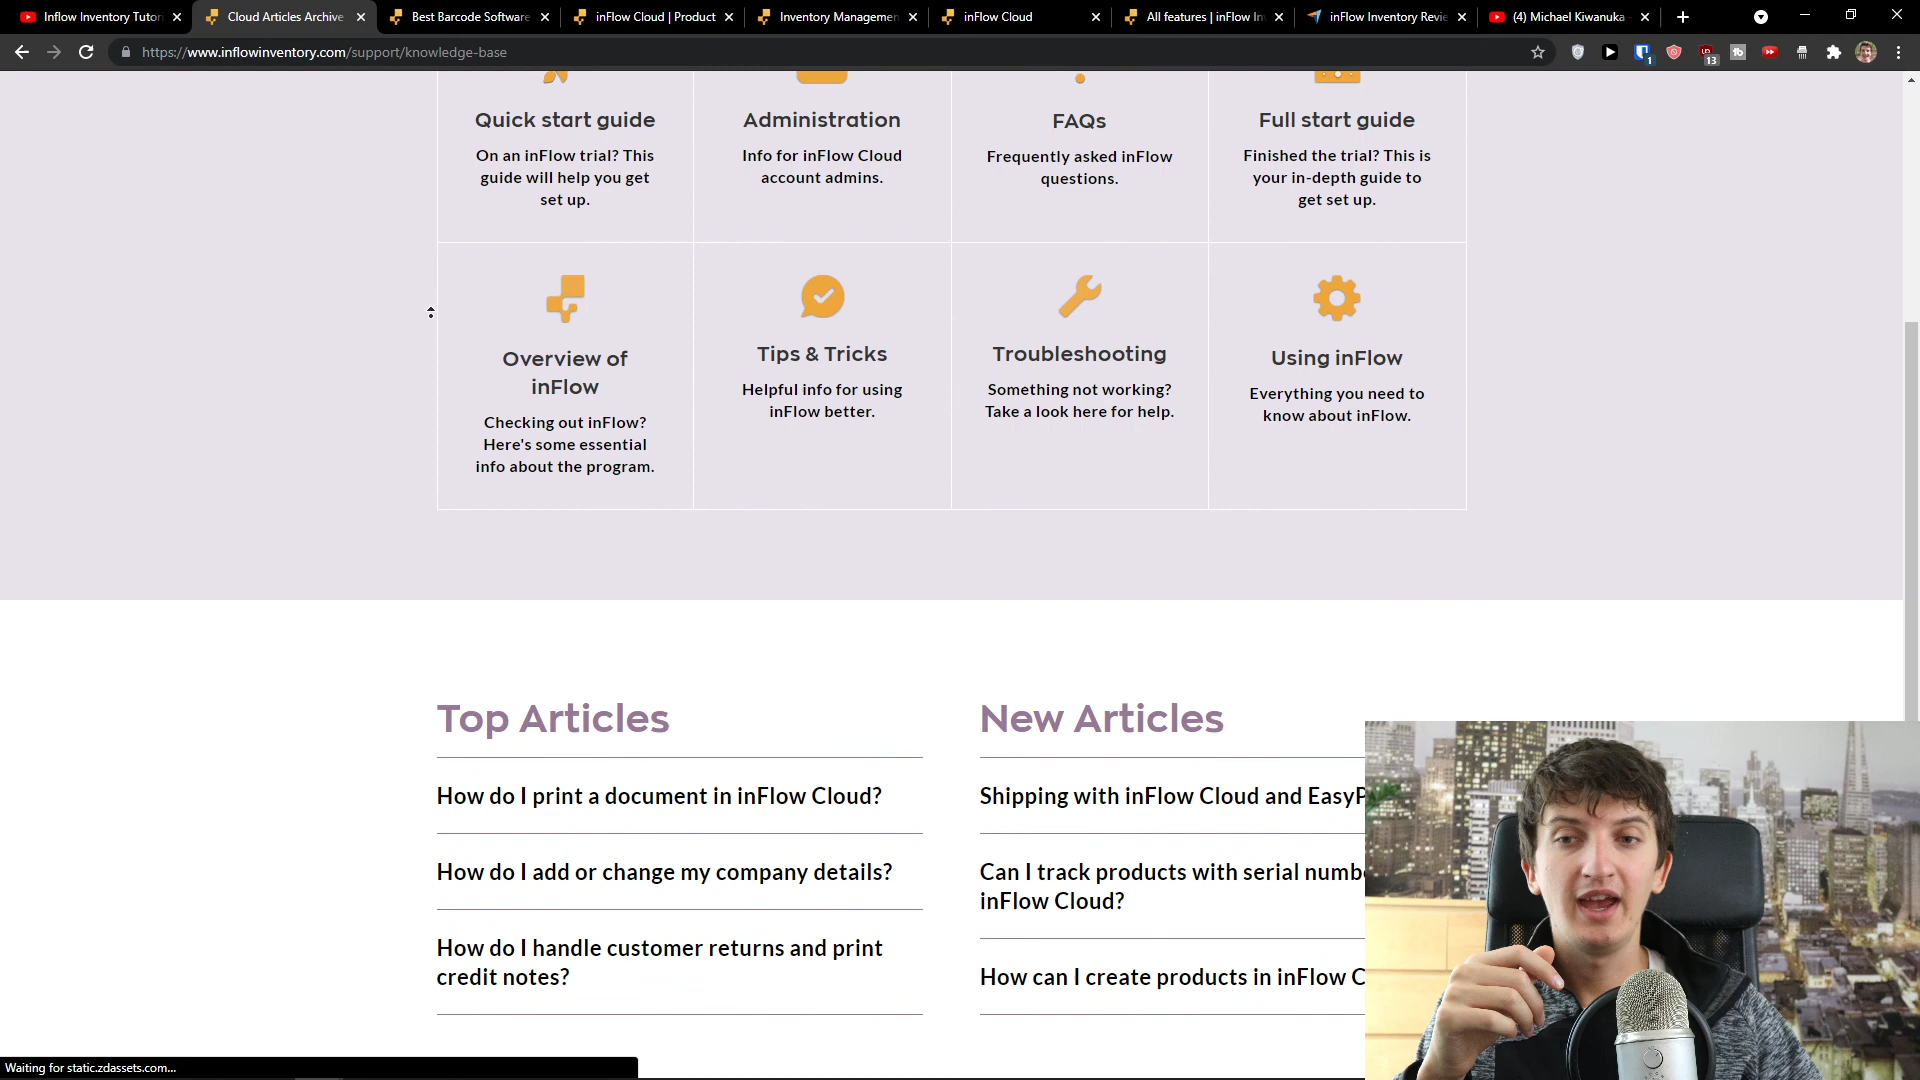 Inflow Inventory Tutor
Cloud Articles Archive
Best Barcode Software
inFlow Cloud | Product
Inventory Managemen
inFlow Cloud
All features | inFlow In
inFlow Inventory Revie
(4) Michael Kiwanuka -
https://www.inflowinventory.com/support/knowledge-base
1
13
Quick start guide
On an inFlow trial? This
guide will help you get
set up.
Administration
Info for inFlow Cloud
account admins.
FAQs
Frequently asked inFlow
questions.
Full start guide
Finished the trial? This is
your in-depth guide to
get set up.
Overview of
inFlow
Checking out inFlow?
Here's some essential
info about the program.
Tips & Tricks
Helpful info for using
inFlow better.
Troubleshooting
Something not working?
Take a look here for help.
Using inFlow
Everything you need to
know about inFlow.
Top Articles
How do I print a document in inFlow Cloud?
How do I add or change my company details?
How do I handle customer returns and print
credit notes?
New Articles
Shipping with inFlow Cloud and EasyP
Can I track products with serial numbe
inFlow Cloud?
How can I create products in inFlow C
Waiting for static.zdassets.com...